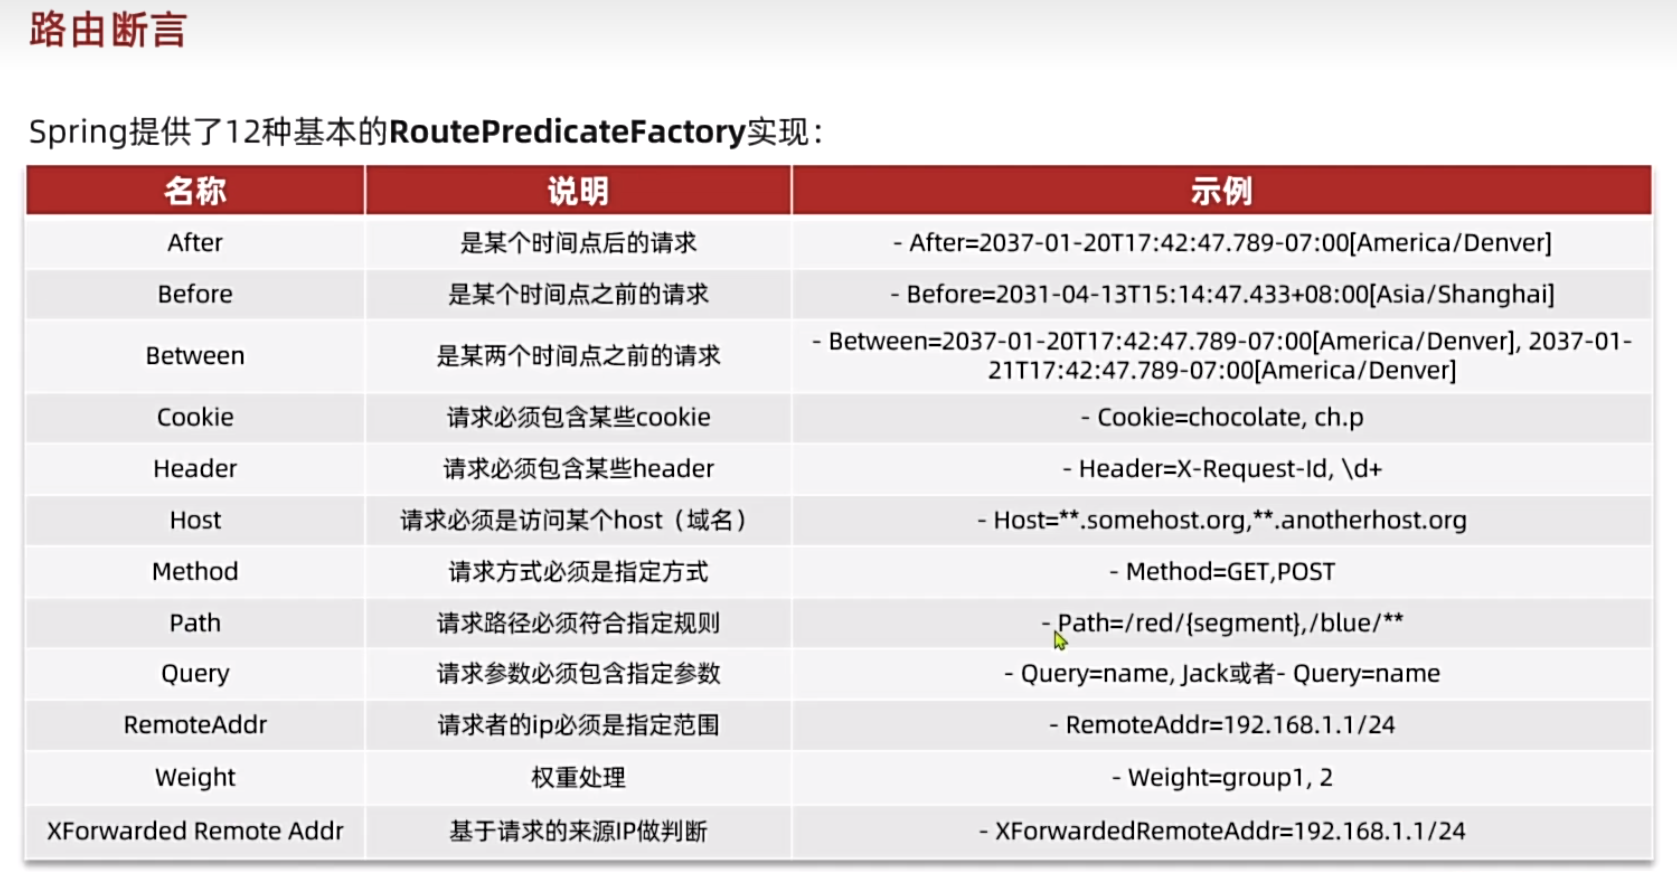 路由断言
Spring提供了12种基本的RoutePredicateFactory实现：
名称 说明 示例
After 是某个时间点后的请求 - After=2037-01-20T17:42:47.789-07:00[America/Denver]
Before 是某个时间点之前的请求 - Before=2031-04-13T15:14:47.433+08:00[Asia/Shanghai]
Between 是某两个时间点之前的请求 - Between=2037-01-20T17:42:47.789-07:00[America/Denver], 2037-01-
21T17:42:47.789-07:00[America/Denver]
Cookie 请求必须包含某些cookie - Cookie=chocolate, ch.p
Header 请求必须包含某些header - Header=X-Request-Id, \d+
Host 请求必须是访问某个host（域名） - Host=**.somehost.org,**.anotherhost.org
Method 请求方式必须是指定方式 - Method=GET,POST
Path 请求路径必须符合指定规则 - Path=/red/{segment},/blue/**
Query 请求参数必须包含指定参数 - Query=name, Jack或者- Query=name
RemoteAddr 请求者的ip必须是指定范围 - RemoteAddr=192.168.1.1/24
Weight 权重处理 - Weight=group1, 2
XForwarded Remote Addr 基于请求的来源IP做判断 - XForwardedRemoteAddr=192.168.1.1/24